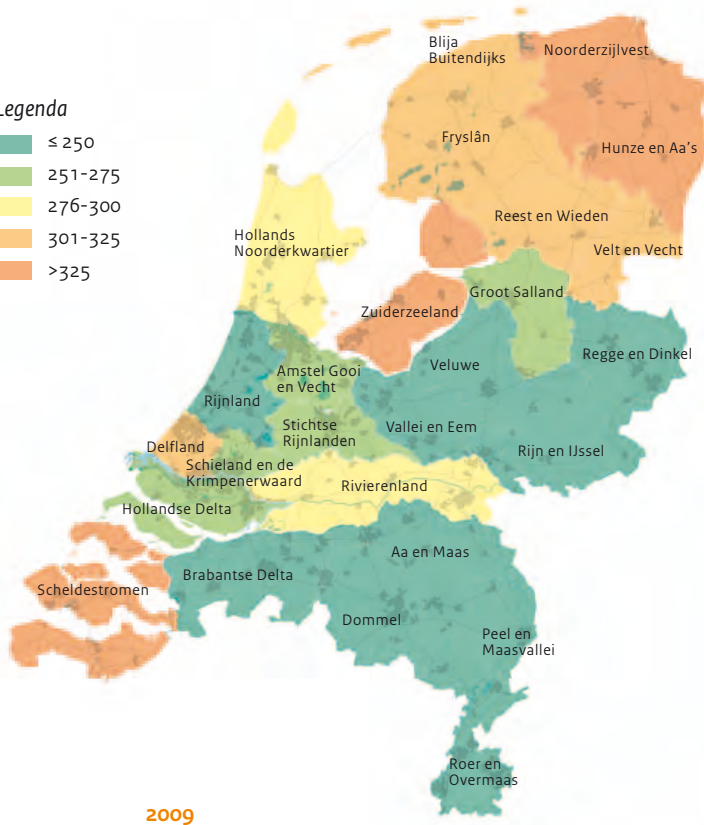 Legenda
≤ 250
251-275
276-300
301-325
>325
Blija
Buitendijks
Noorderzijlvest
Fryslân
Hunze en Aa's
Reest en Wieden
Hollands
Noorderkwartier
Velt en Vecht
Groot Salland
Zuiderzeeland
Regge en Dinkel
Veluwe
Amstel Gooi
en Vecht
Rijnland
Stichtse
Rijnlanden
Vallei en Eem
Delfland
Rijn en IJssel
Schieland en de
Krimpenerwaard
Rivierenland
Hollandse Delta
Aa en Maas
Brabantse Delta
Scheldestromen
Dommel
Peel en
Maasvallei
Roer en
Overmaas
2009